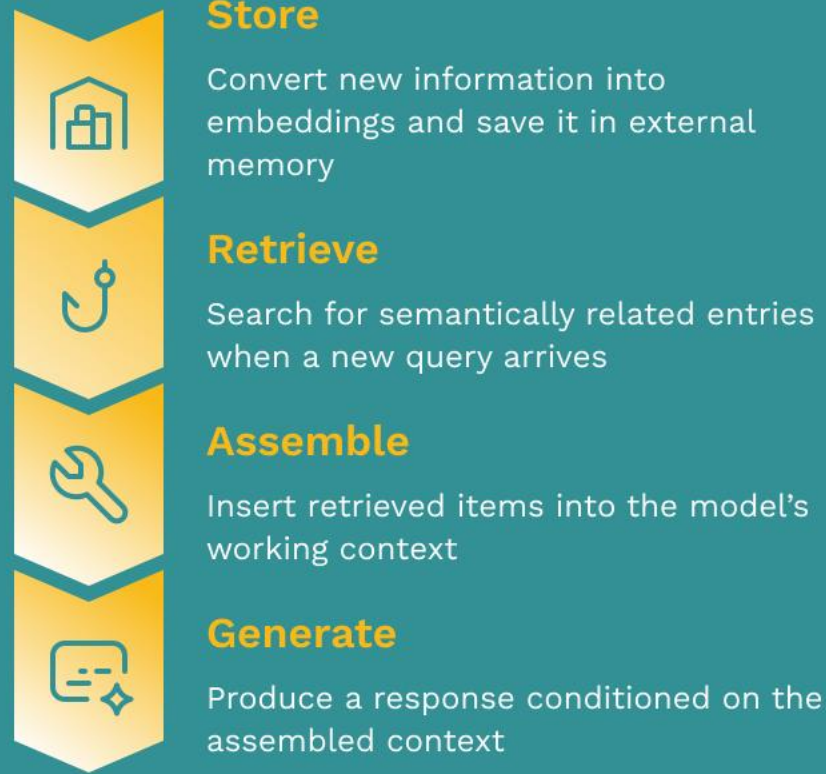 Store
Convert new information into
embeddings and save it in external
memory
Retrieve
Search for semantically related entries
when a new query arrives
Assemble
Insert retrieved items into the model’s
working context
Generate
Produce a response conditioned on the
assembled context